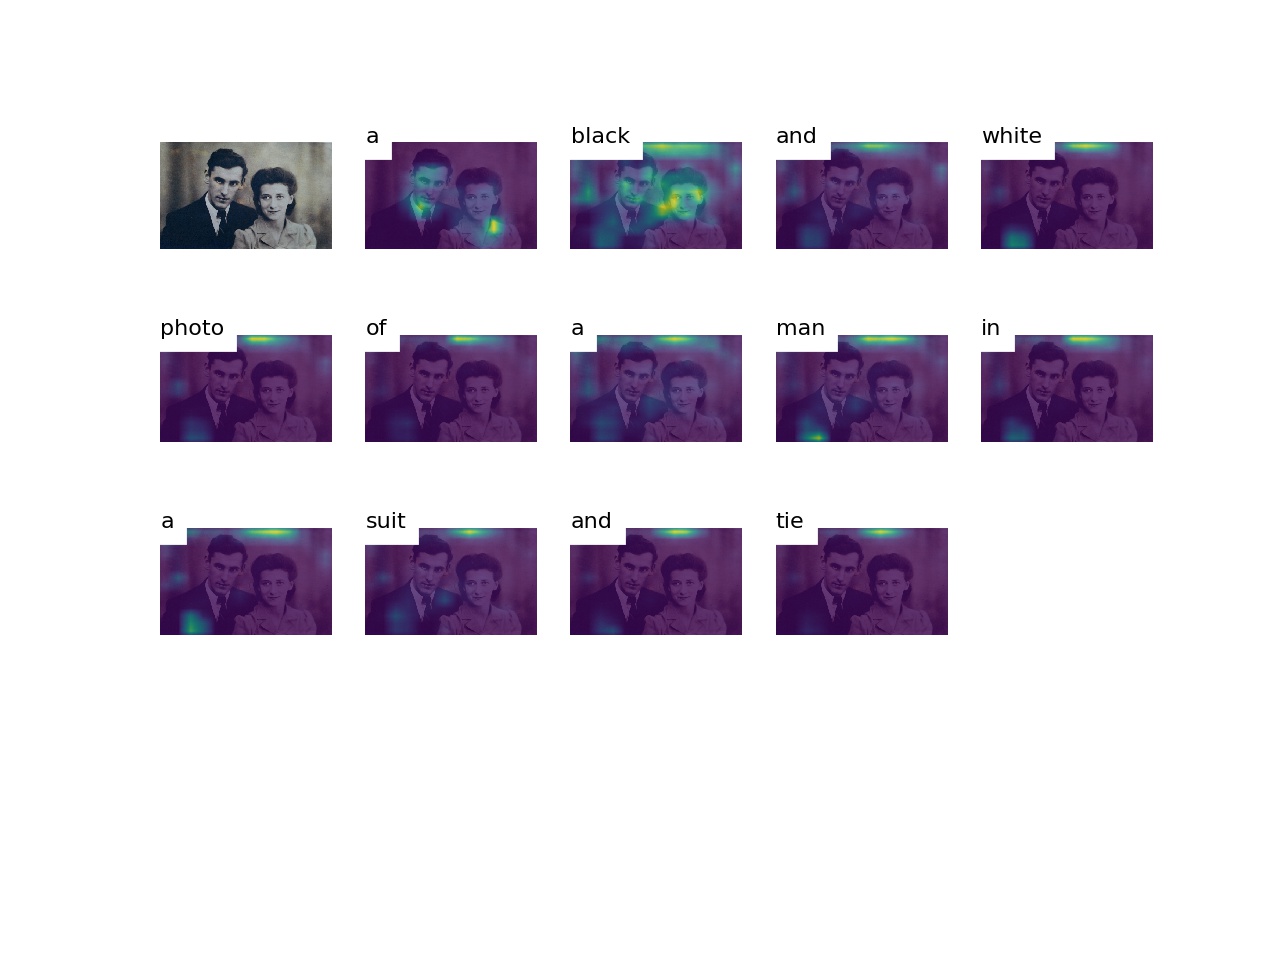 a black and white
photo of a man in
a suit and tie